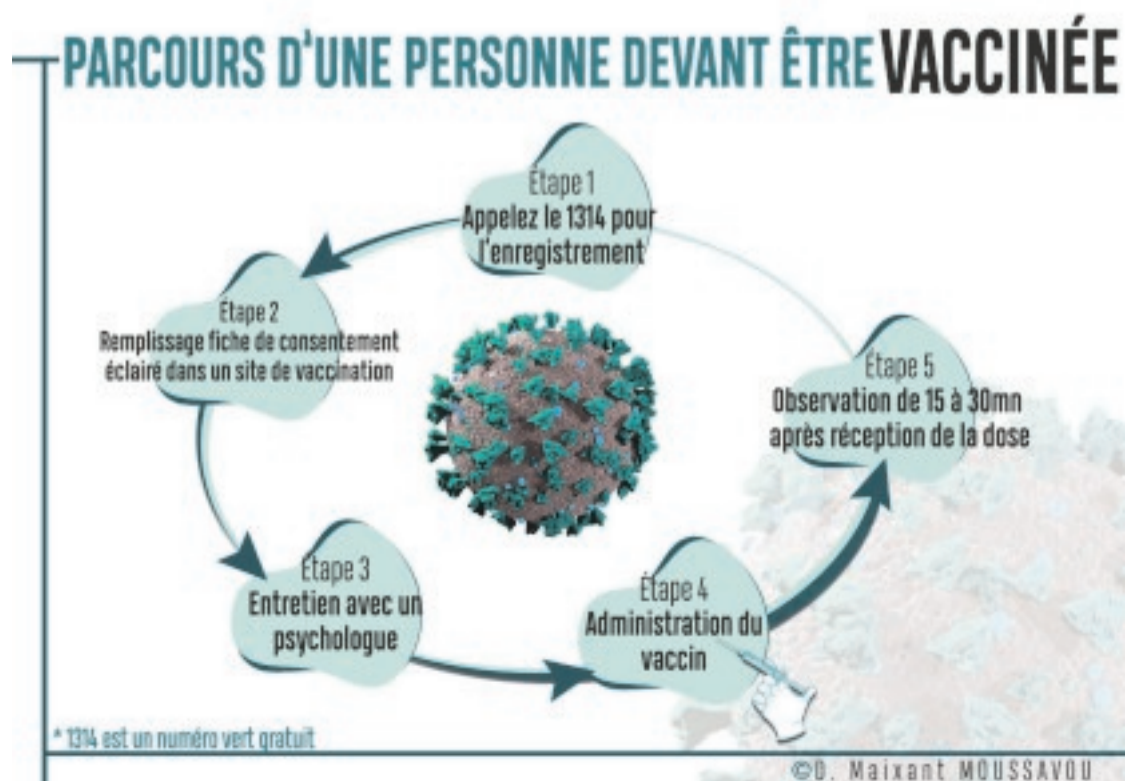 PARCOURS D'UNE PERSONNE DEVANT ÊTRE VACCINÉE
Étape 1
Appelez le 1314 pour
l'enregistrement
Étape 2
Remplissage fiche de consentement
éclairé dans un site de vaccination
Étape 3
Entretien avec un
psychologue
Étape 4
Administration du
vaccin
Étape 5
Observation de 15 à 30mn
après réception de la dose
* 1314 est un numéro vert gratuit
©D. Maixant MOUSSAVOU